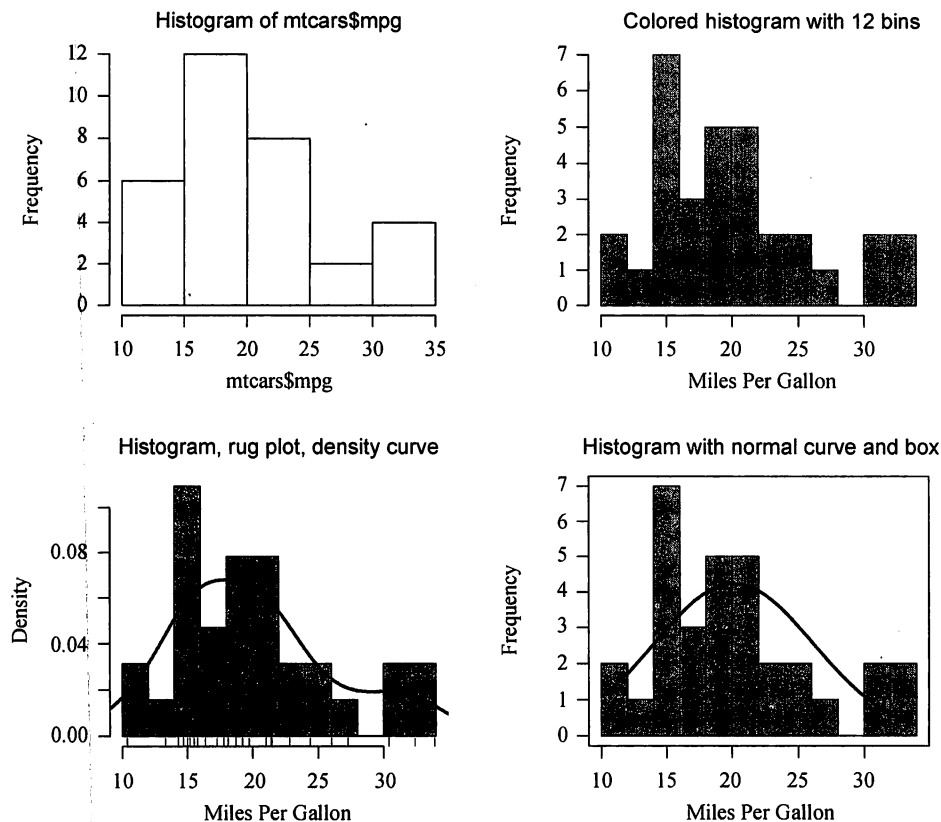 Histogram of mtcars$mpg
12
10
8
6
4
2
0
Frequency
10 15 20 25 30 35
mtcars$mpg
Colored histogram with 12 bins
7
6
5
4
3
2
1
0
Frequency
10 15 20 25 30
Miles Per Gallon
Histogram, rug plot, density curve
0.08
0.04
0.00
Density
10 15 20 25 30
Miles Per Gallon
Histogram with normal curve and box
7
6
5
4
3
2
1
0
Frequency
10 15 20 25 30
Miles Per Gallon